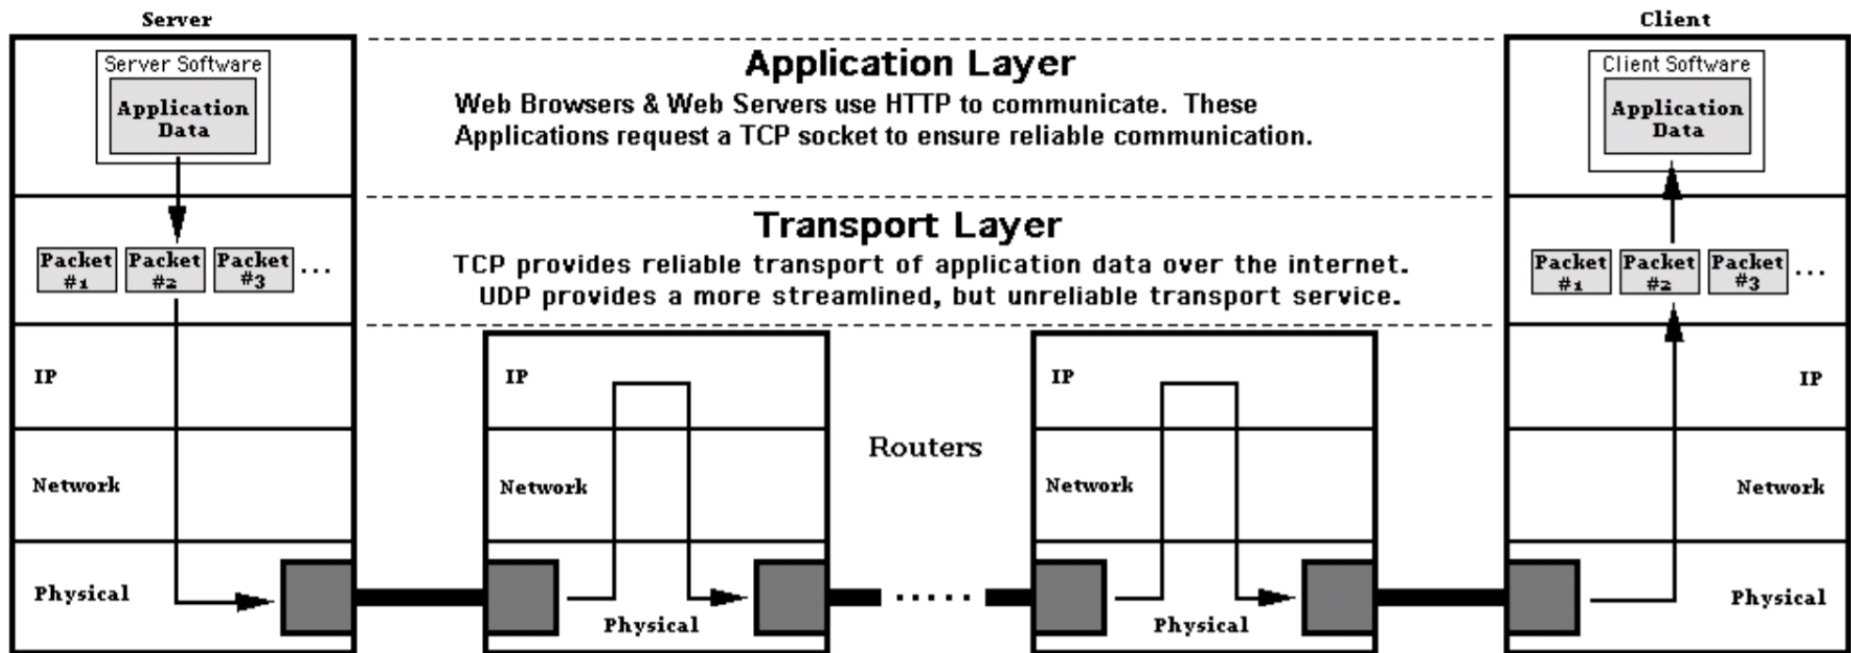 Server
Client
Server Software
Application
Data
Application Layer
Web Browsers & Web Servers use HTTP to communicate. These
Applications request a TCP socket to ensure reliable communication.
Client Software
Application
Data
Packet
#1
Packet
#2
Packet
#3
...
Transport Layer
TCP provides reliable transport of application data over the internet.
UDP provides a more streamlined, but unreliable transport service.
Packet
#1
Packet
#2
Packet
#3
...
IP
IP
IP
IP
Routers
Network
Network
Network
Network
Physical
Physical
.....
Physical
Physical